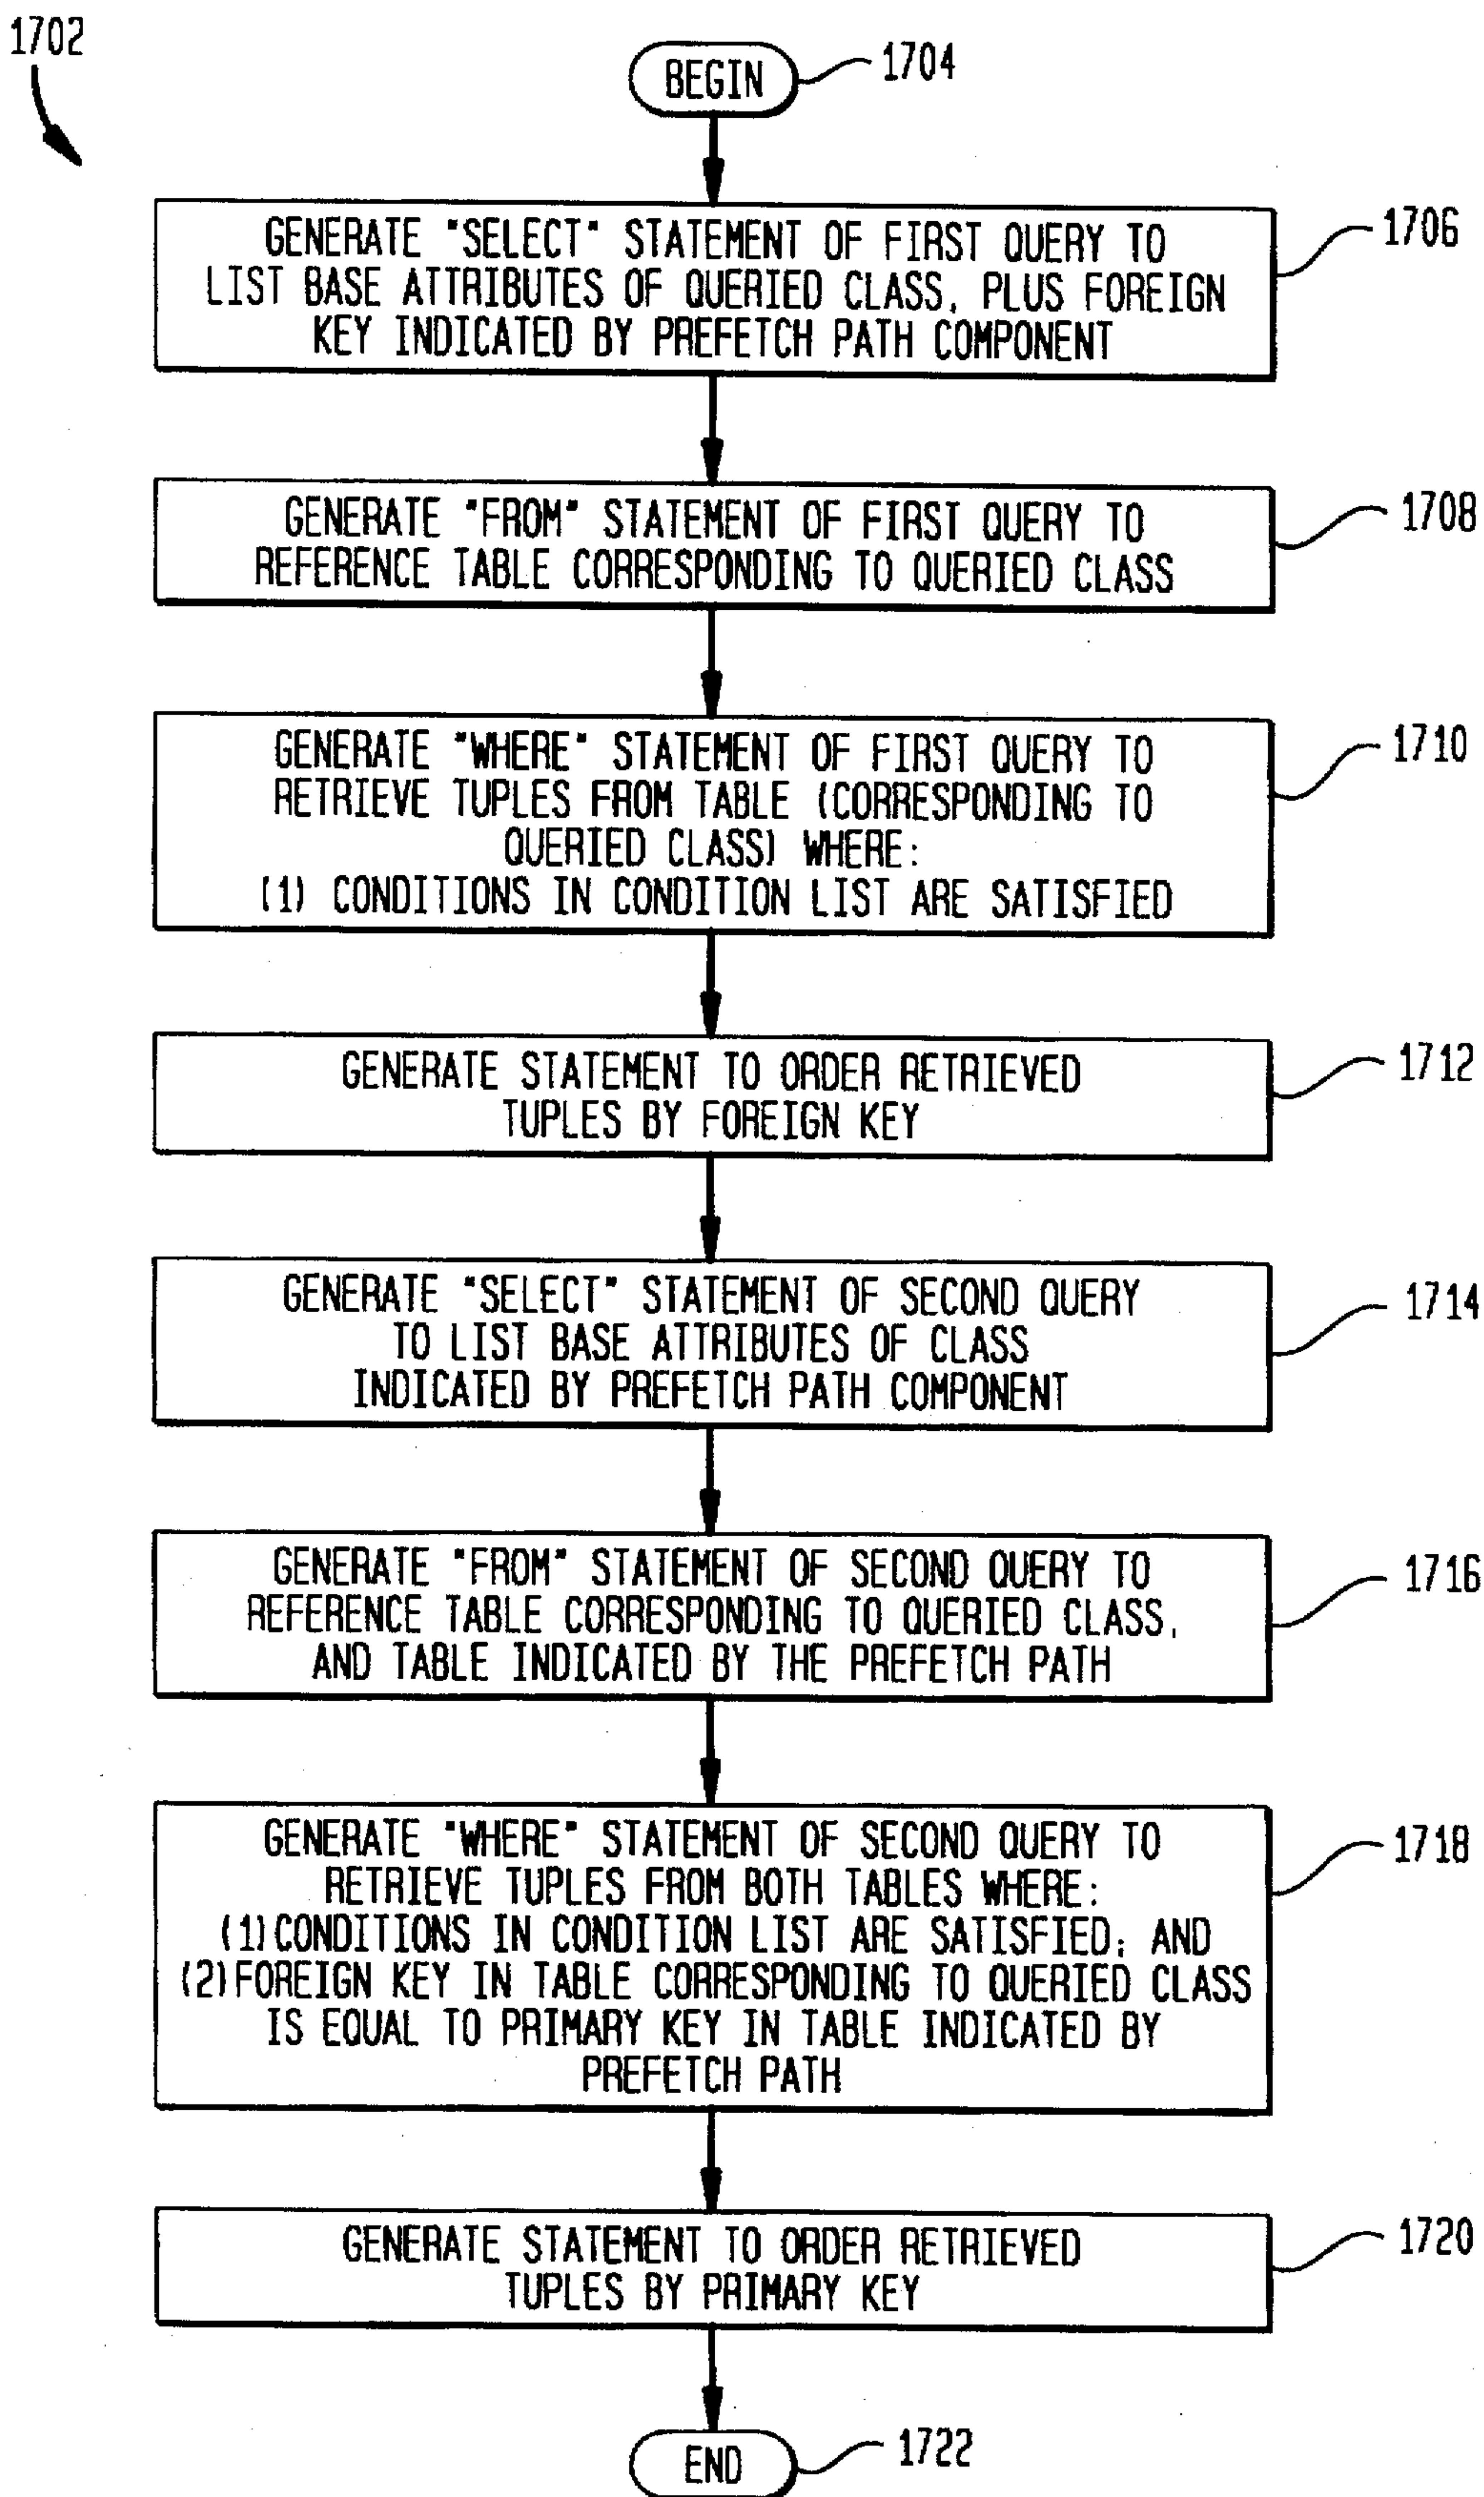 1702
BEGIN
1704
GENERATE "SELECT" STATEMENT OF FIRST QUERY TO
LIST BASE ATTRIBUTES OF QUERIED CLASS, PLUS FOREIGN
KEY INDICATED BY PREFETCH PATH COMPONENT
1706
GENERATE "FROM" STATEMENT OF FIRST QUERY TO
REFERENCE TABLE CORRESPONDING TO QUERIED CLASS
1708
GENERATE "WHERE" STATEMENT OF FIRST QUERY TO
RETRIEVE TUPLES FROM TABLE (CORRESPONDING TO
QUERIED CLASS) WHERE:
(1) CONDITIONS IN CONDITION LIST ARE SATISFIED
1710
GENERATE STATEMENT TO ORDER RETRIEVED
TUPLES BY FOREIGN KEY
1712
GENERATE "SELECT" STATEMENT OF SECOND QUERY
TO LIST BASE ATTRIBUTES OF CLASS
INDICATED BY PREFETCH PATH COMPONENT
1714
GENERATE "FROM" STATEMENT OF SECOND QUERY TO
REFERENCE TABLE CORRESPONDING TO QUERIED CLASS,
AND TABLE INDICATED BY THE PREFETCH PATH
1716
GENERATE "WHERE" STATEMENT OF SECOND QUERY TO
RETRIEVE TUPLES FROM BOTH TABLES WHERE:
(1) CONDITIONS IN CONDITION LIST ARE SATISFIED; AND
(2) FOREIGN KEY IN TABLE CORRESPONDING TO QUERIED CLASS
IS EQUAL TO PRIMARY KEY IN TABLE INDICATED BY
PREFETCH PATH
1718
GENERATE STATEMENT TO ORDER RETRIEVED
TUPLES BY PRIMARY KEY
1720
END
1722